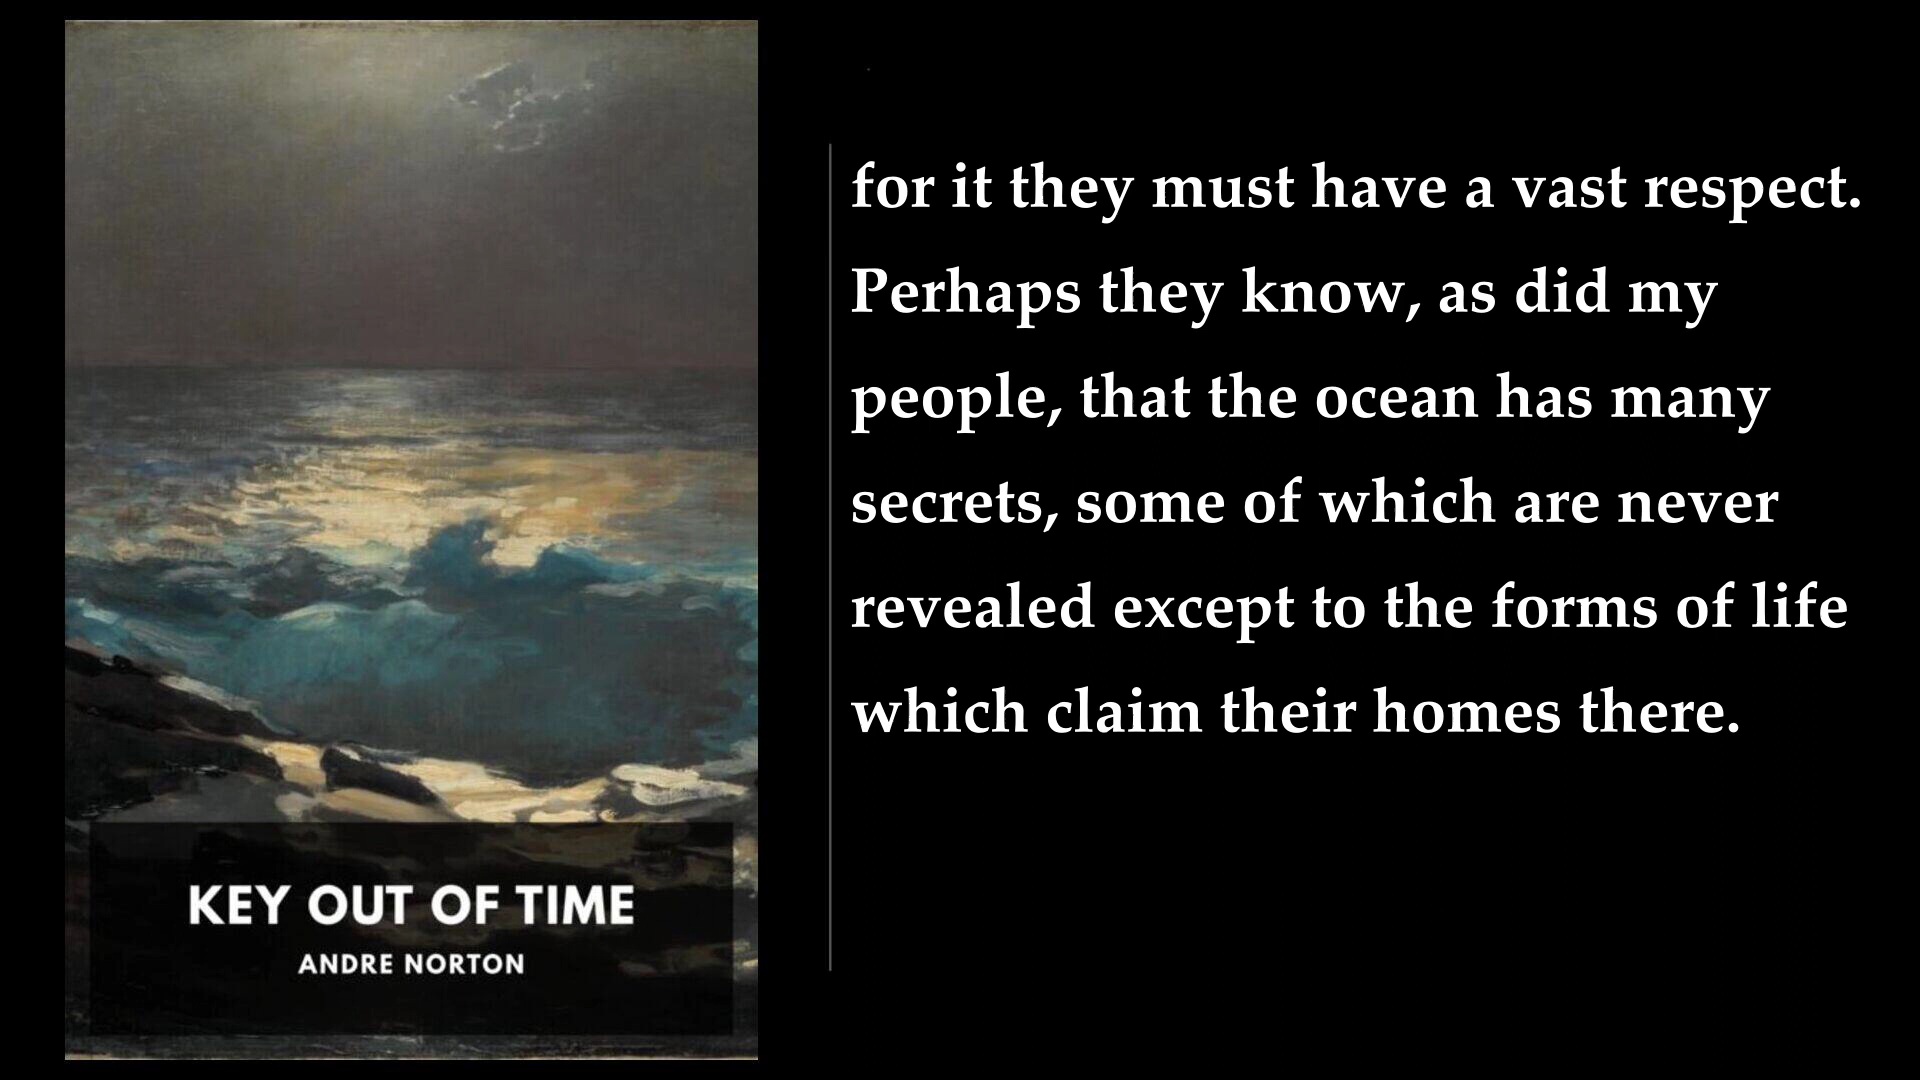 KEY OUT OF TIME
ANDRE NORTON
for it they must have a vast respect.
Perhaps they know, as did my
people, that the ocean has many
secrets, some of which are never
revealed except to the forms of life
which claim their homes there.